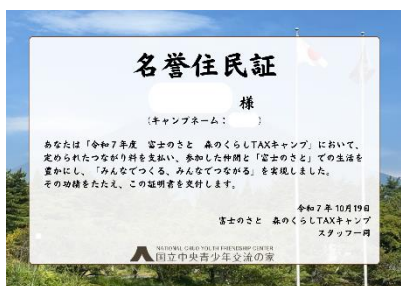 名誉住民証
様
(キャンプネーム： )
あなたは「令和7年度　富士のさと　森のくらしTAXキャンプ」において、
定められたつながり料を支払い、参加した仲間と「富士のさと」での生活を
豊かにし、「みんなでつくる、みんなでつながる」を実現しました。
その功績をたたえ、この証明書を交付します。
令和7年10月19日
富士のさと　森のくらしTAXキャンプ
スタッフ一同
NATIONAL CHUO YOUTH FRIENDSHIP CENTER
国立中央青少年交流の家